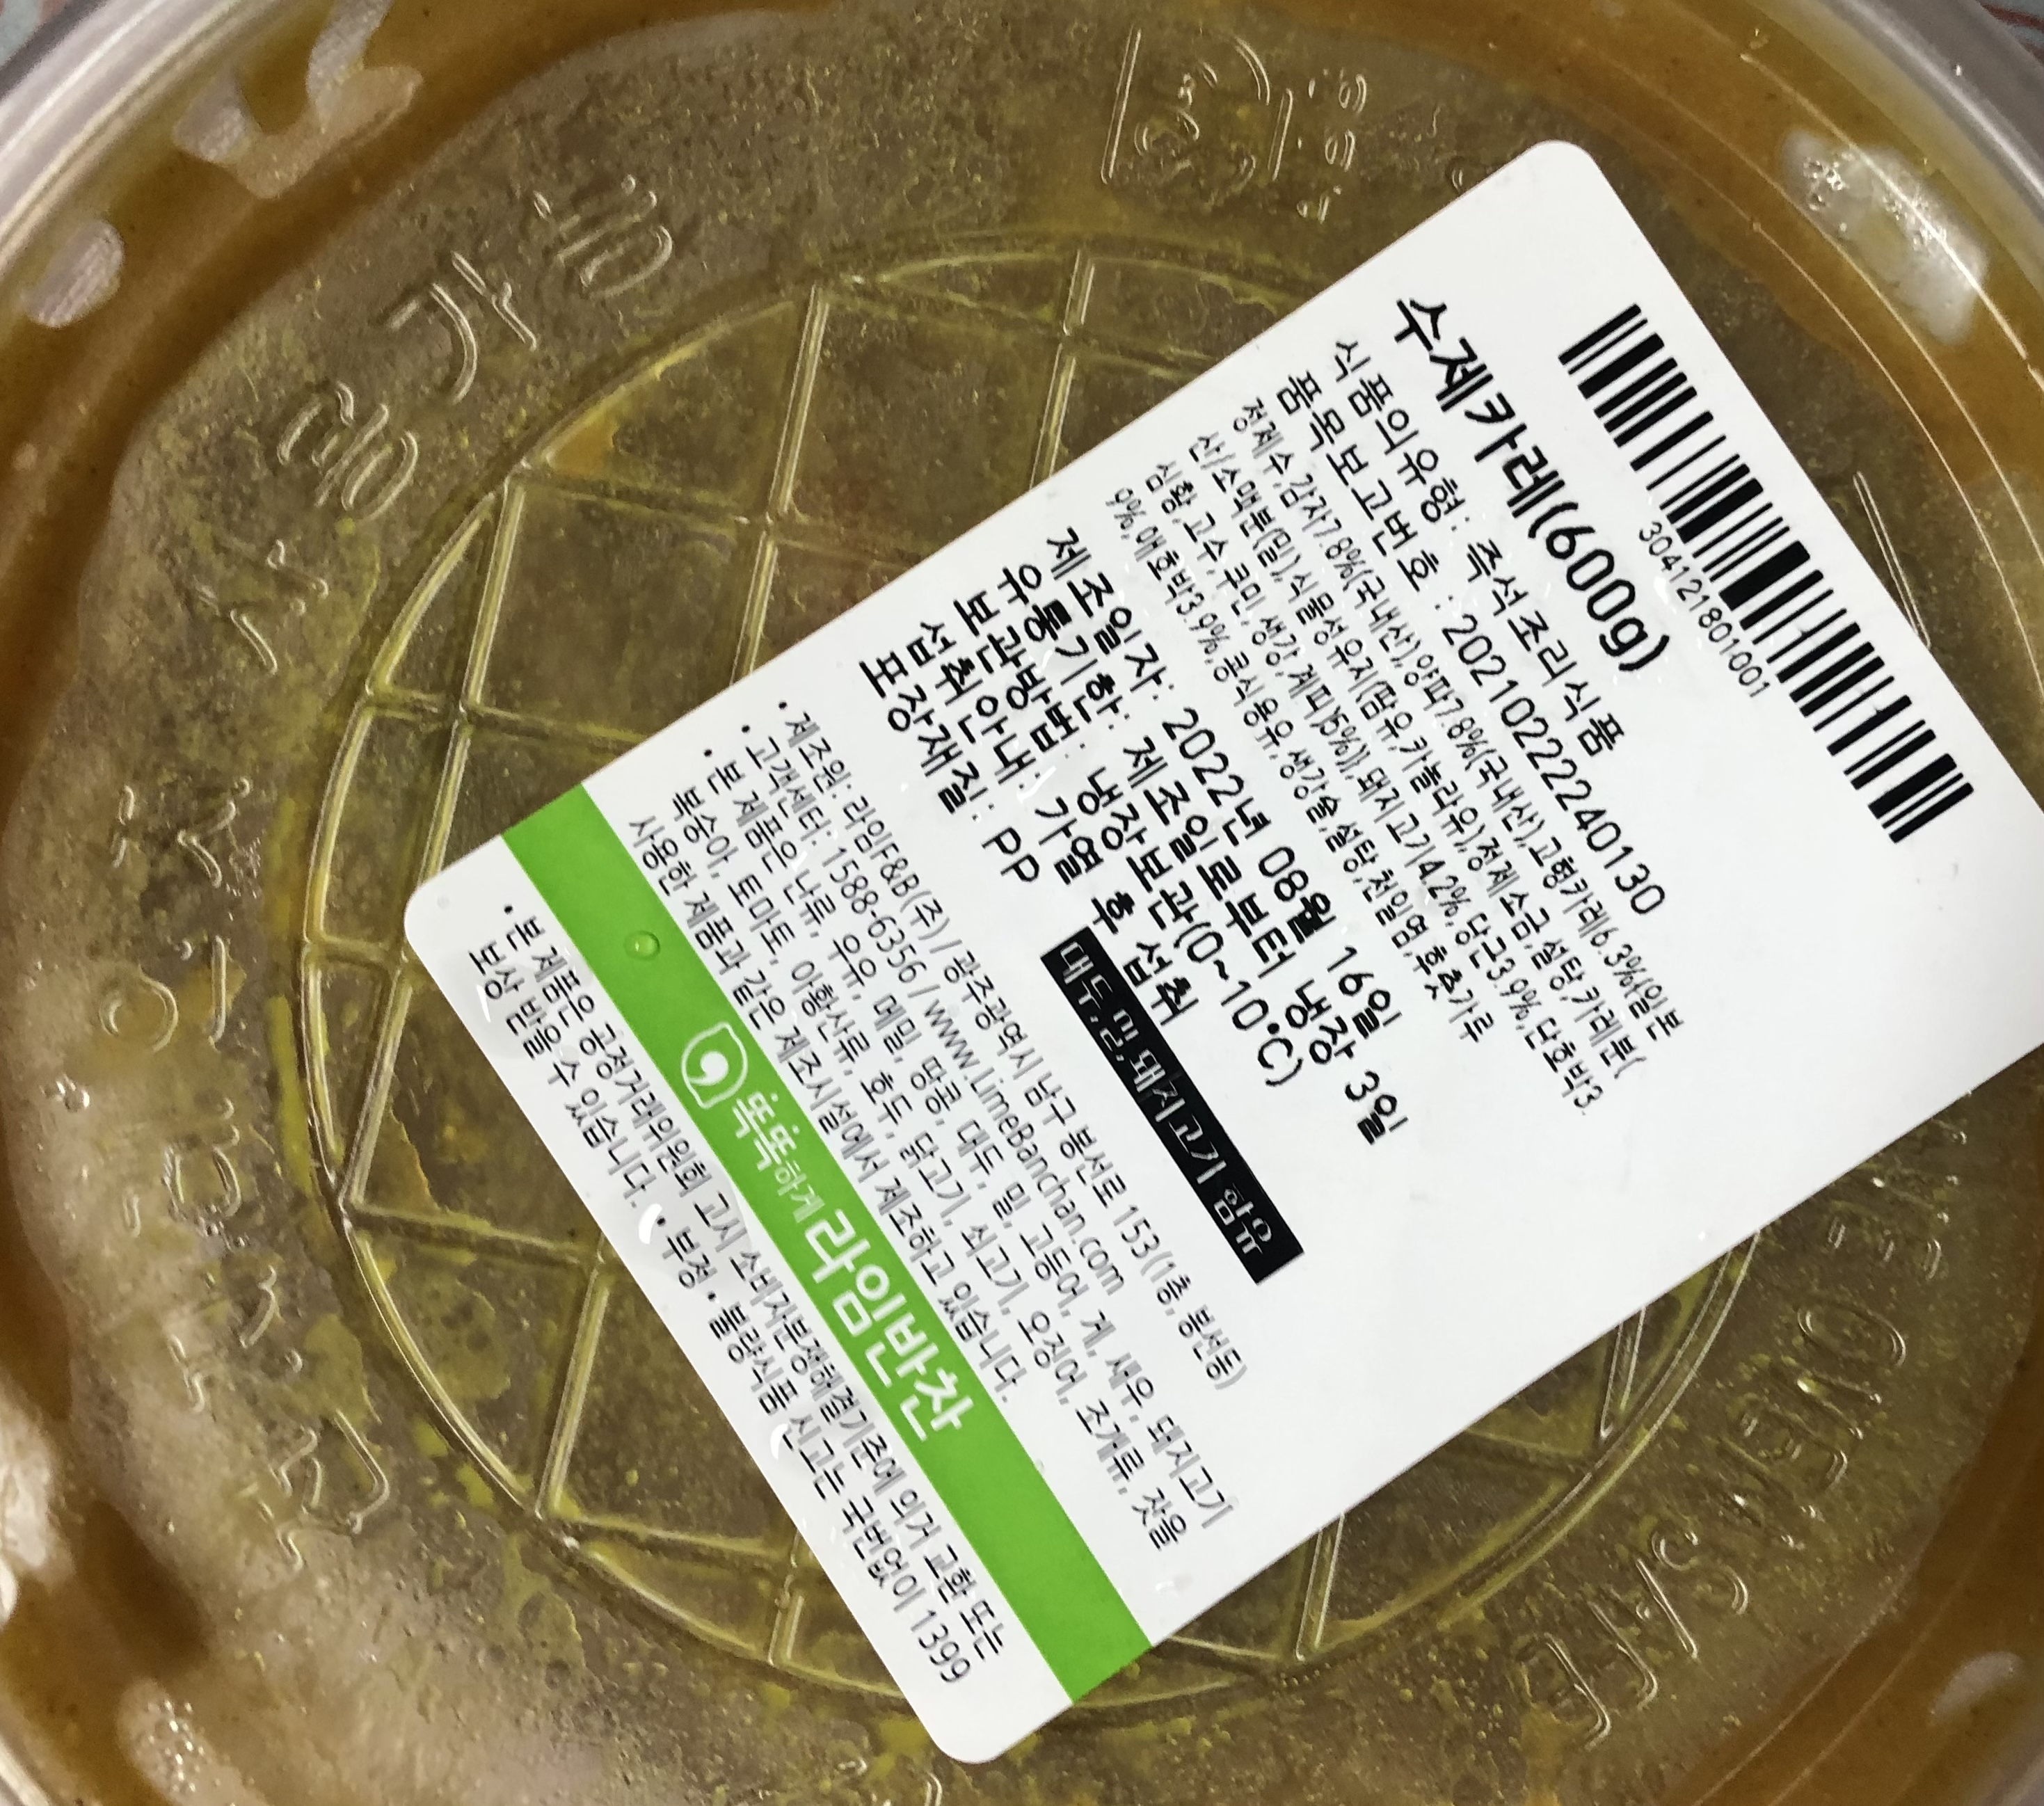 수제카레(600g)
3041218010​01
식품의유형: 즉석조리식품
품목보고번호 : 20210222240130
정제수,감자7.8%(국내산),양파7.8%(국내산),고형카레6.3%(일본
산/소맥분(밀),식물성유지(팜유,카놀라유),정제소금,설탕,카레분(
심황,고수,쿠민,생강,계피)5%)],돼지고기4.2%,당근3.9%,단호박3.
9%,애호박3.9%,콩식용유,생강술,설탕,천일염,후춧가루
제조일자: 2022년 08월 16일
유통기한: 제조일로부터 냉장 3일
보관방법: 냉장보관(0~10℃)
섭취안내: 가열 후 섭취
포장재질: PP
대두,밀,돼지고기 함유
• 제조원: 라임F&B(주) / 광주광역시 남구 봉선로 153(1층, 봉선동)
• 고객센터: 1588-6356 / www.LimeBanchan.com
• 본 제품은 난류, 우유, 메밀, 땅콩, 대두, 밀, 고등어, 게, 새우, 돼지고기
복숭아, 토마토, 아황산류, 호두, 닭고기, 쇠고기, 오징어, 조개류, 잣을
사용한 제품과 같은 제조시설에서 제조하고 있습니다.
똑똑하게 라임반찬
• 본 제품은 공정거래위원회 고시 소비자분쟁해결기준에 의거 교환 또는
보상 받을 수 있습니다. • 부정•불량식품 신고는 국번없이 1399